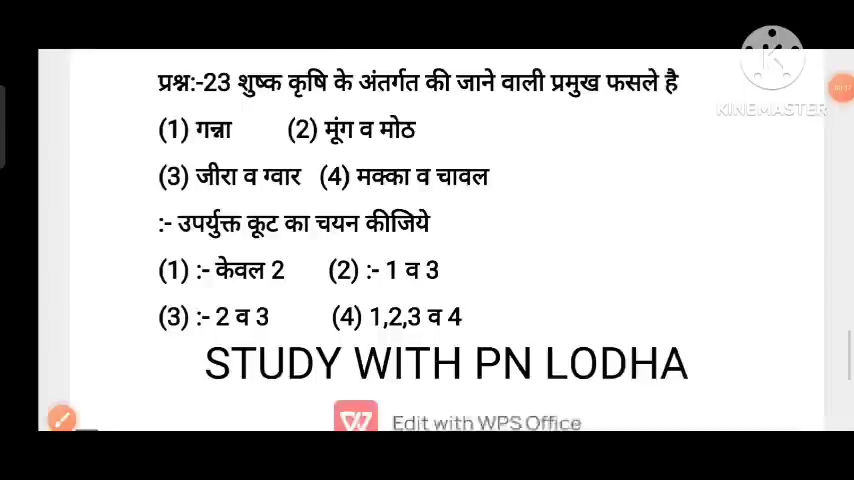 KINEMASTER
प्रश्न:-23 शुष्क कृषि के अंतर्गत की जाने वाली प्रमुख फसले है
(1) गन्ना (2) मूंग व मोठ
(3) जीरा व ग्वार (4) मक्का व चावल
:- उपर्युक्त कूट का चयन कीजिये
(1) :- केवल 2 (2) :- 1 व 3
(3) :- 2 व 3 (4) 1,2,3 व 4
STUDY WITH PN LODHA
Edit with WPS Office